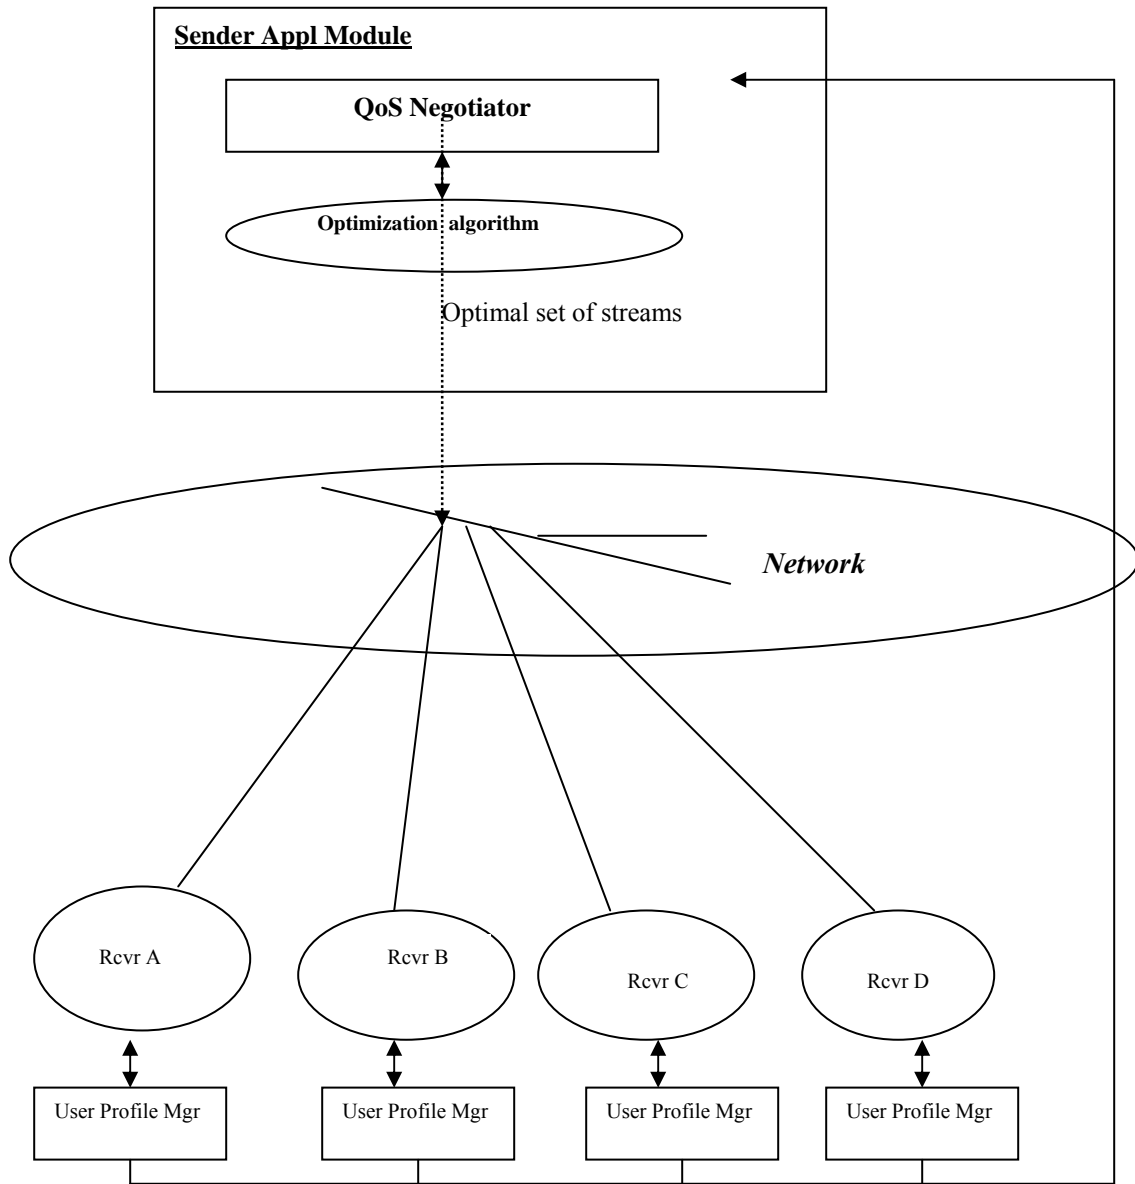 Sender Appl Module
QoS Negotiator
Optimization algorithm
Optimal set of streams
Network
Rcvr A
Rcvr B
Rcvr C
Rcvr D
User Profile Mgr
User Profile Mgr
User Profile Mgr
User Profile Mgr